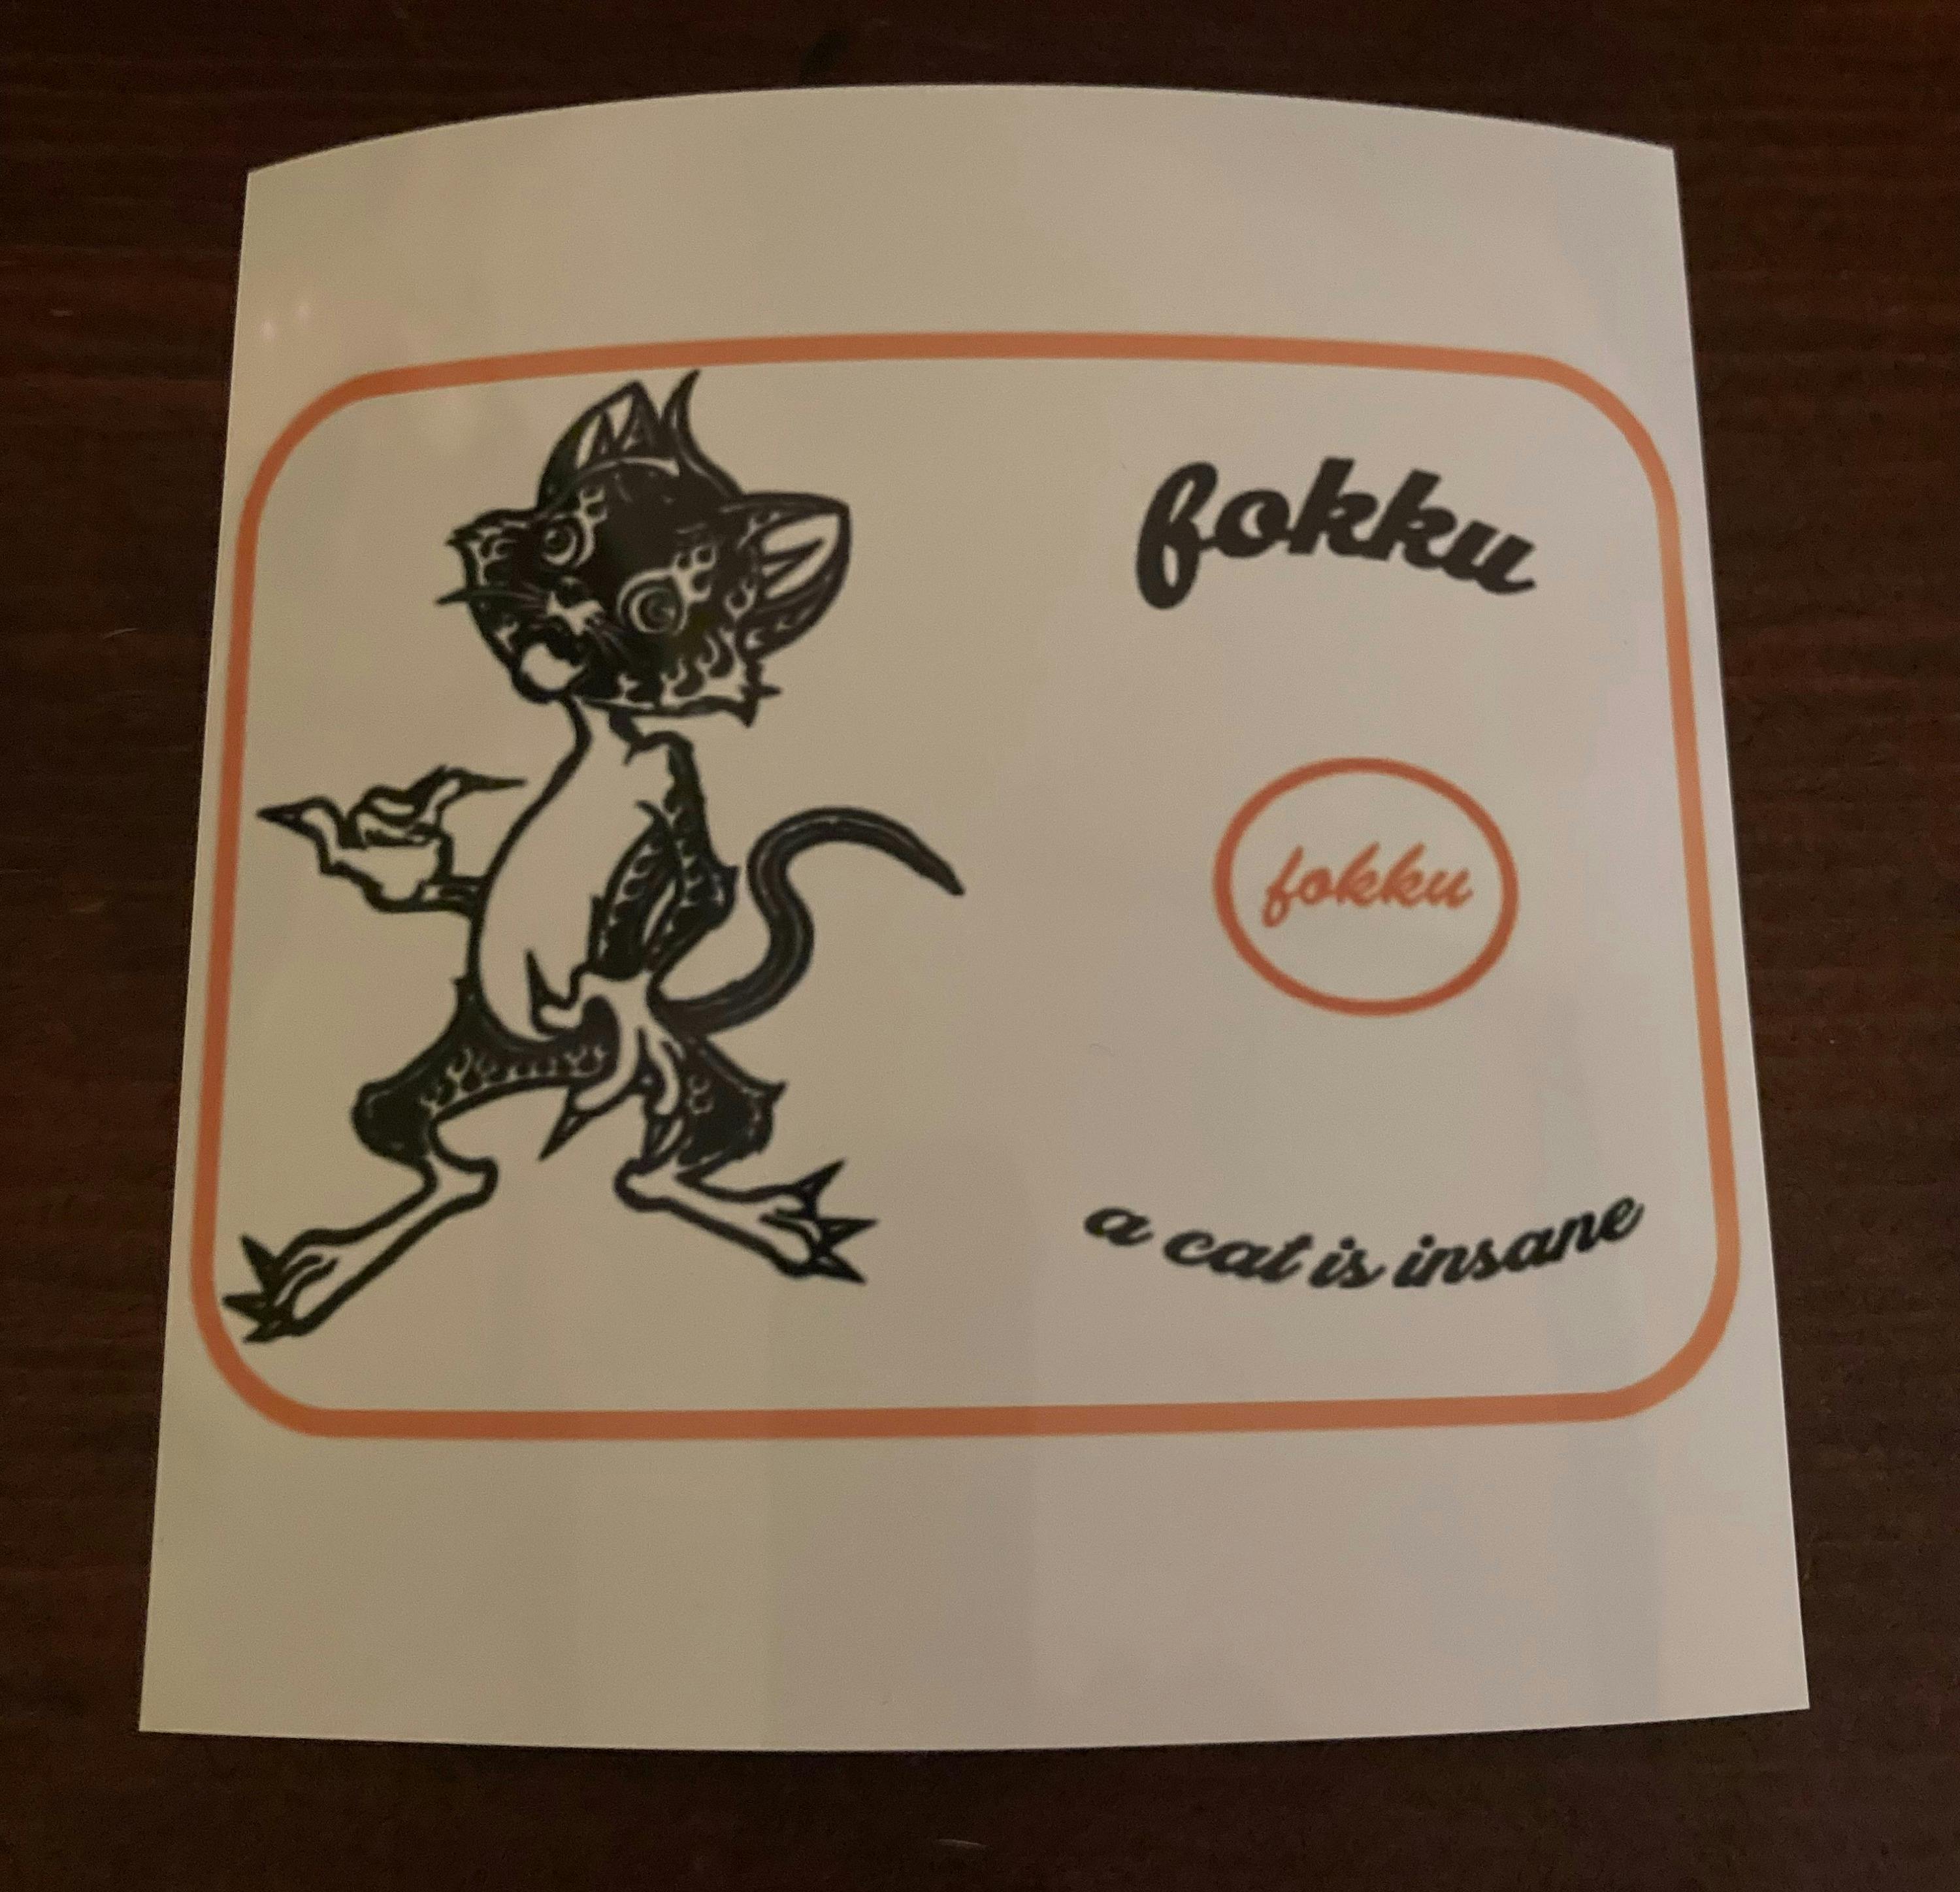 fokku
fokku
a cat is insane